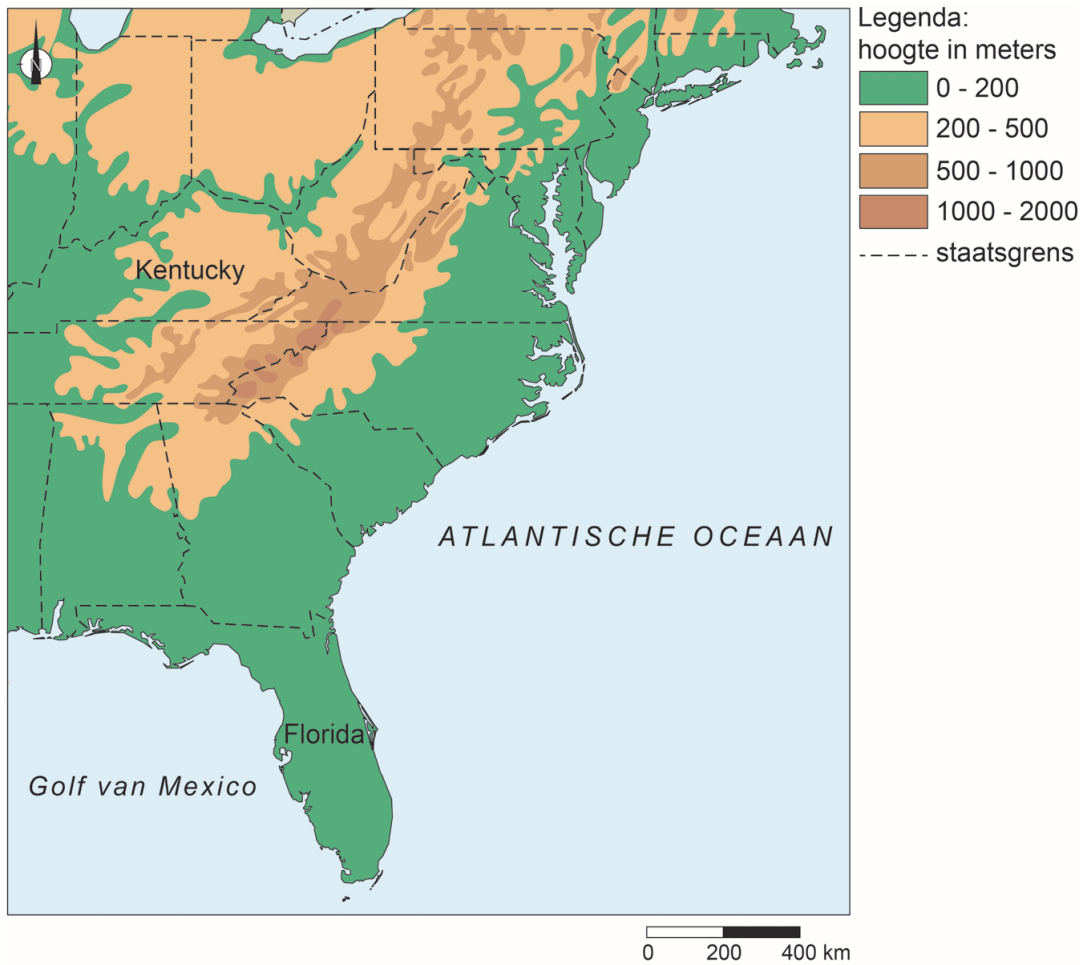 Legenda:
hoogte in meters
0 - 200
200 - 500
500 - 1000
1000 - 2000
staatsgrens
N
Kentucky
ATLANTISCHE OCEAAN
Florida
Golf van Mexico
0 200 400 km